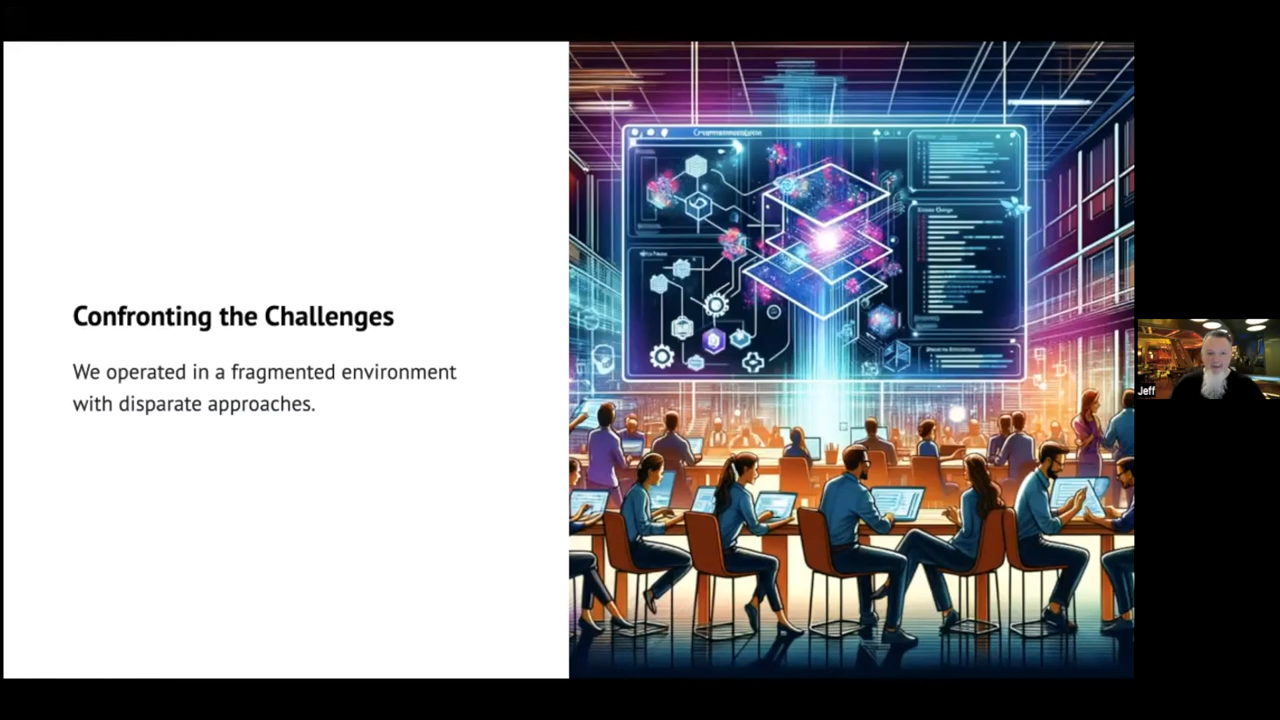 Confronting the Challenges
We operated in a fragmented environment
with disparate approaches.
Jeff